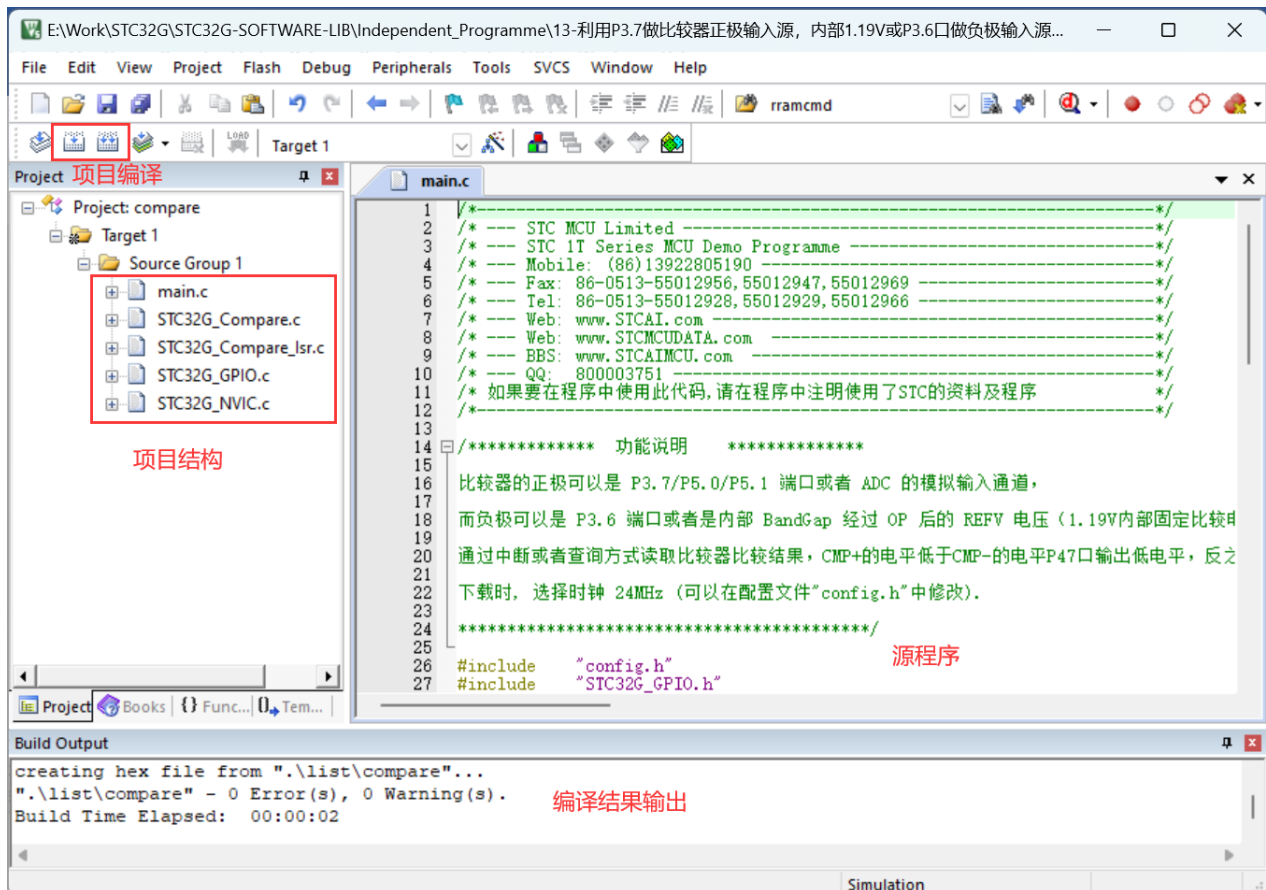 E:\Work\STC32G\STC32G-SOFTWARE-LIB\Independent_Programme\13-利用P3.7做比较器正极输入源，内部1.19V或P3.6口做负极输入源...
File Edit View Project Flash Debug Peripherals Tools SVCS Window Help
rramcmd
LOAD
Target 1
Project 项目编译
main.c
Project: compare
Target 1
Source Group 1
main.c
STC32G_Compare.c
STC32G_Compare_Isr.c
STC32G_GPIO.c
STC32G_NVIC.c
项目结构
1 /*---------------------------------------------------------------------*/
2 /* --- STC MCU Limited ------------------------------------------------*/
3 /* --- STC 1T Series MCU Demo Programme -------------------------------*/
4 /* --- Mobile: (86)13922805190 ----------------------------------------*/
5 /* --- Fax: 86-0513-55012956,55012947,55012969 ------------------------*/
6 /* --- Tel: 86-0513-55012928,55012929,55012966 ------------------------*/
7 /* --- Web: www.STCAI.com ---------------------------------------------*/
8 /* --- Web: www.STCMCUDATA.com ---------------------------------------*/
9 /* --- BBS: www.STCAIMCU.com -----------------------------------------*/
10 /* --- QQ: 800003751 -------------------------------------------------*/
11 /* 如果要在程序中使用此代码,请在程序中注明使用了STC的资料及程序 */
12 /*---------------------------------------------------------------------*/
13
14 /************* 功能说明 **************
15
16 比较器的正极可以是 P3.7/P5.0/P5.1 端口或者 ADC 的模拟输入通道，
17
18 而负极可以是 P3.6 端口或者是内部 BandGap 经过 OP 后的 REFV 电压（1.19V内部固定比较
19
20 通过中断或者查询方式读取比较器比较结果，CMP+的电平低于CMP-的电平P47口输出低电平，反之
21
22 下载时, 选择时钟 24MHz (可以在配置文件"config.h"中修改).
23
24 ******************************************/
25
26 #include "config.h"
27 #include "STC32G_GPIO.h"
源程序
Project Books {} Func... Tem...
Build Output
creating hex file from ".\list\compare"...
".\list\compare" - 0 Error(s), 0 Warning(s).
Build Time Elapsed: 00:00:02
编译结果输出
Simulation